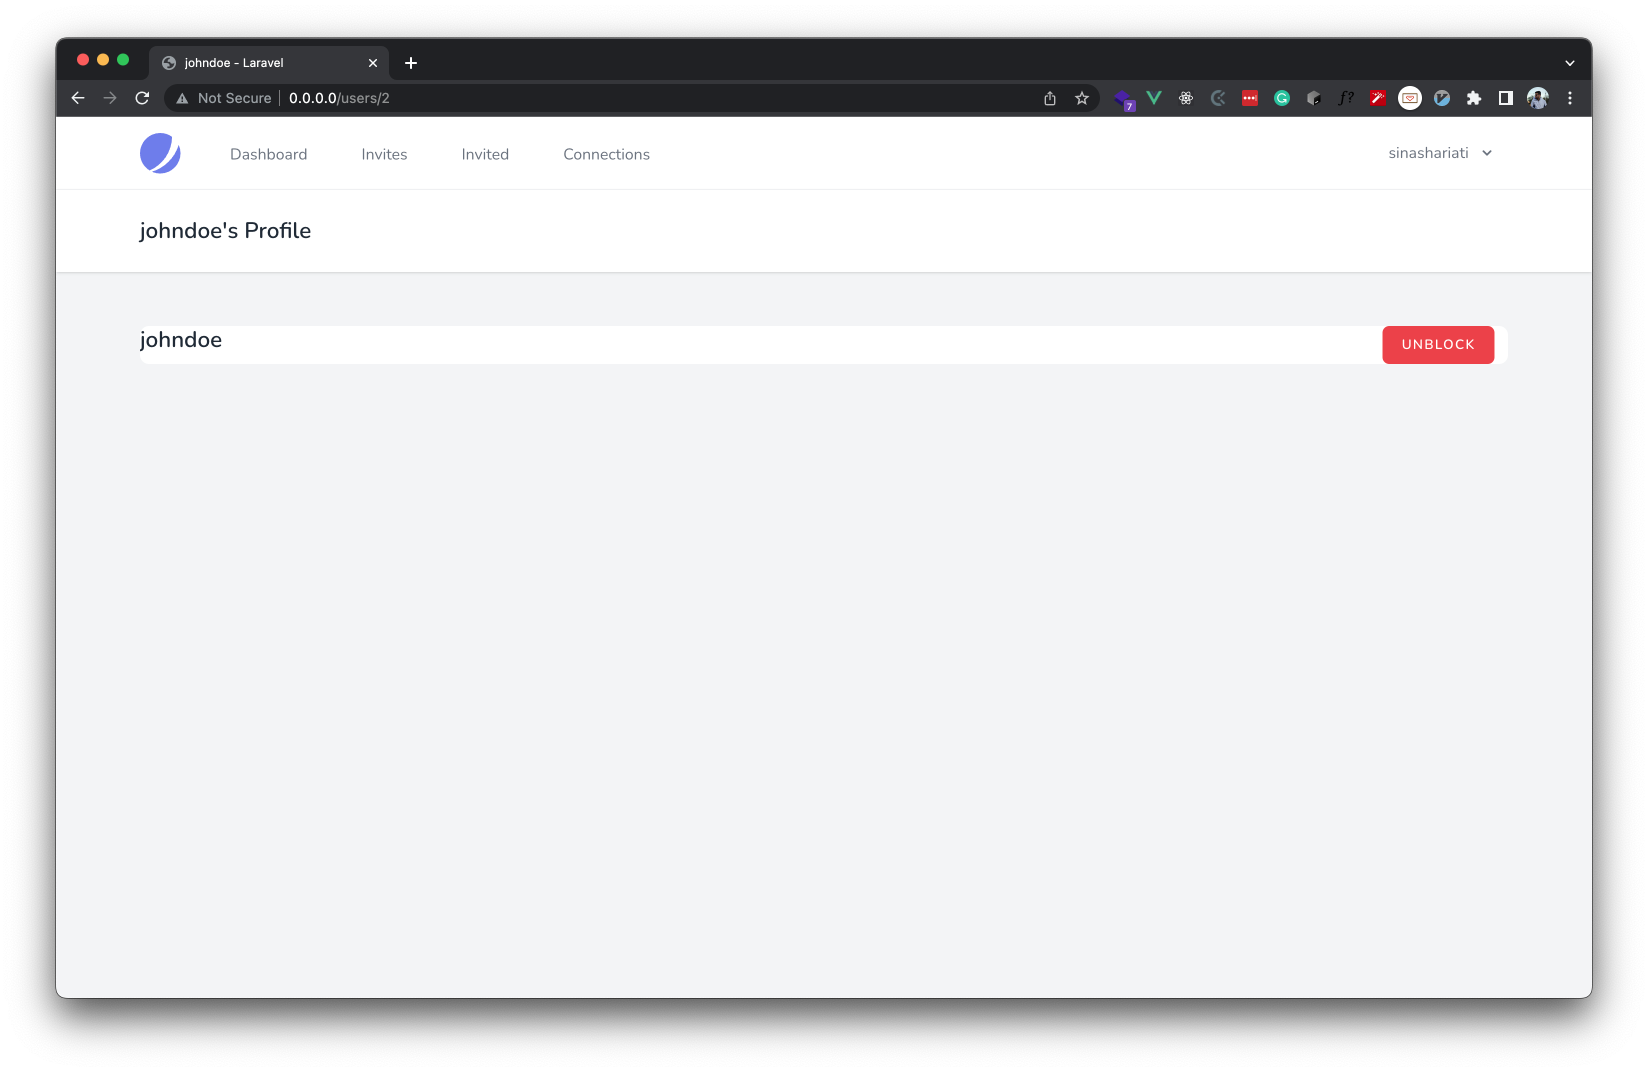 johndoe - Laravel
Not Secure 0.0.0.0/users/2
7
f?
Dashboard Invites Invited Connections sinashariati
johndoe's Profile
johndoe UNBLOCK